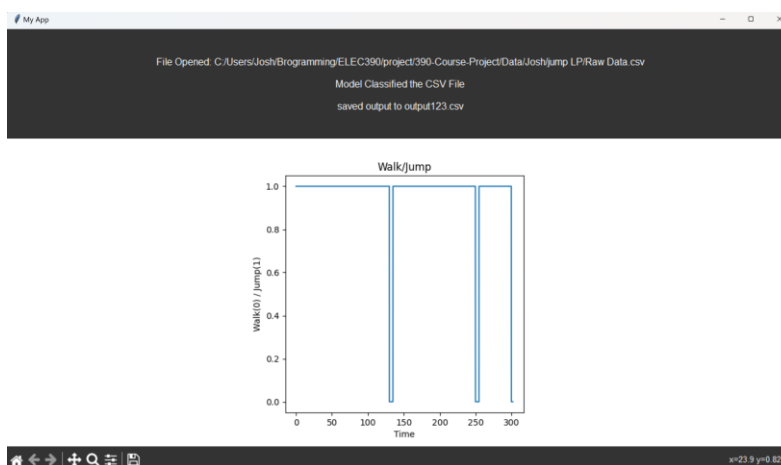 My App
File Opened: C:/Users/Josh/Brogramming/ELEC390/project/390-Course-Project/Data/Josh/jump LP/Raw Data.csv
Model Classified the CSV File
saved output to output123.csv
Walk/Jump
1.0
0.8
0.6
0.4
0.2
0.0
Walk(0) / Jump(1)
0 50 100 150 200 250 300
Time
x=23.9 y=0.82